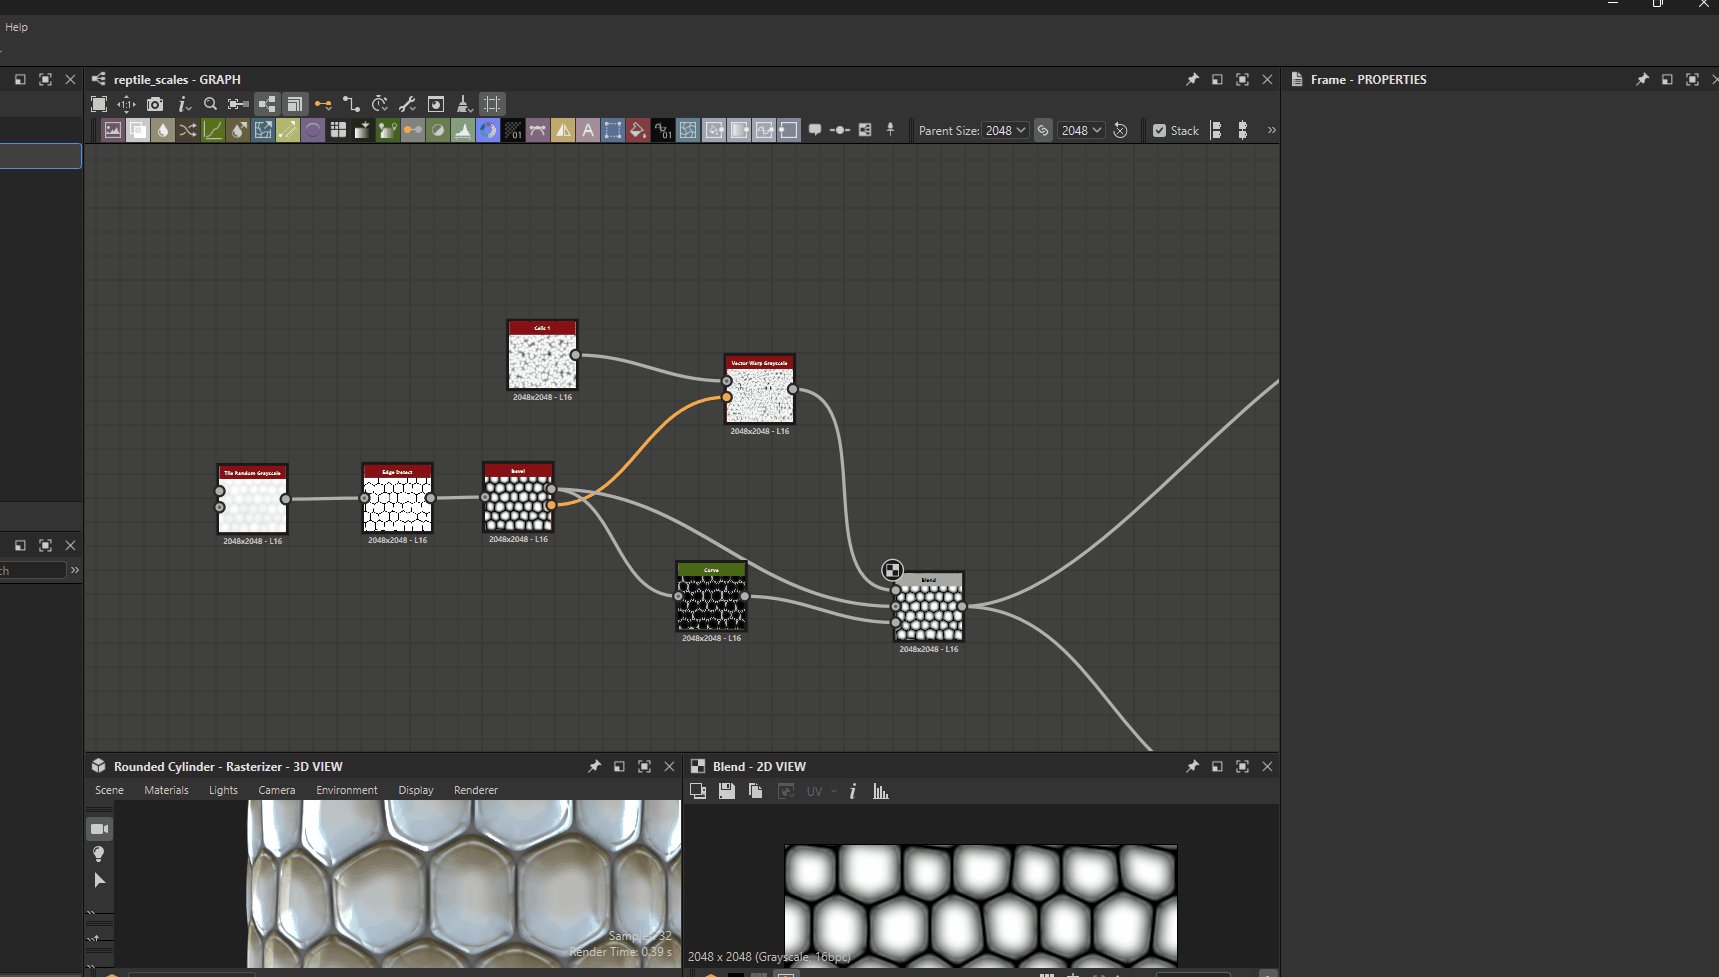 Help
reptile_scales - GRAPH
Frame - PROPERTIES
Parent Size: 2048
2048
Stack
Cells 1
2048x2048 - L16
Vector Warp Grayscale
2048x2048 - L16
Tile Random Grayscale
2048x2048 - L16
Edge Detect
2048x2048 - L16
Bevel
2048x2048 - L16
Curve
2048x2048 - L16
Blend
2048x2048 - L16
ch
Rounded Cylinder - Rasterizer - 3D VIEW
Scene Materials Lights Camera Environment Display Renderer
Samples: 32
Render Time: 0.39 s
Blend - 2D VIEW
UV
2048 x 2048 (Grayscale, 16bpc)